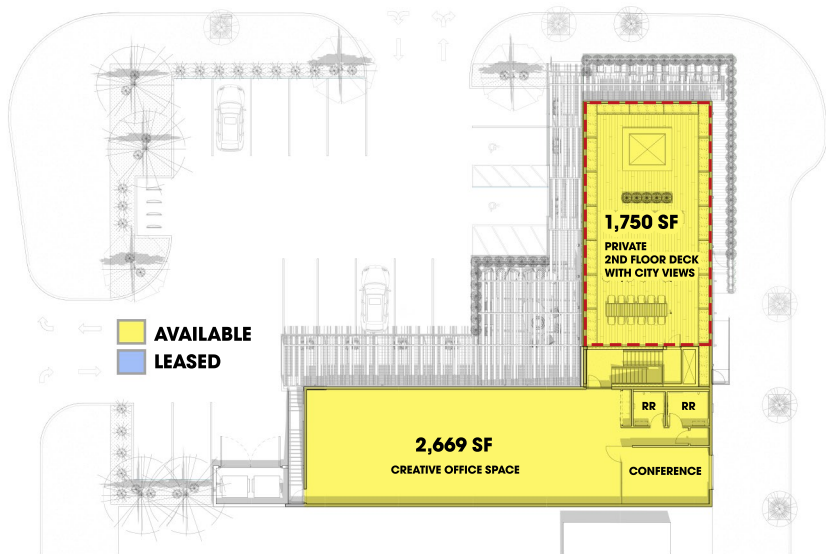 1,750 SF
PRIVATE
2ND FLOOR DECK
WITH CITY VIEWS
AVAILABLE
LEASED
RR
RR
2,669 SF
CREATIVE OFFICE SPACE
CONFERENCE